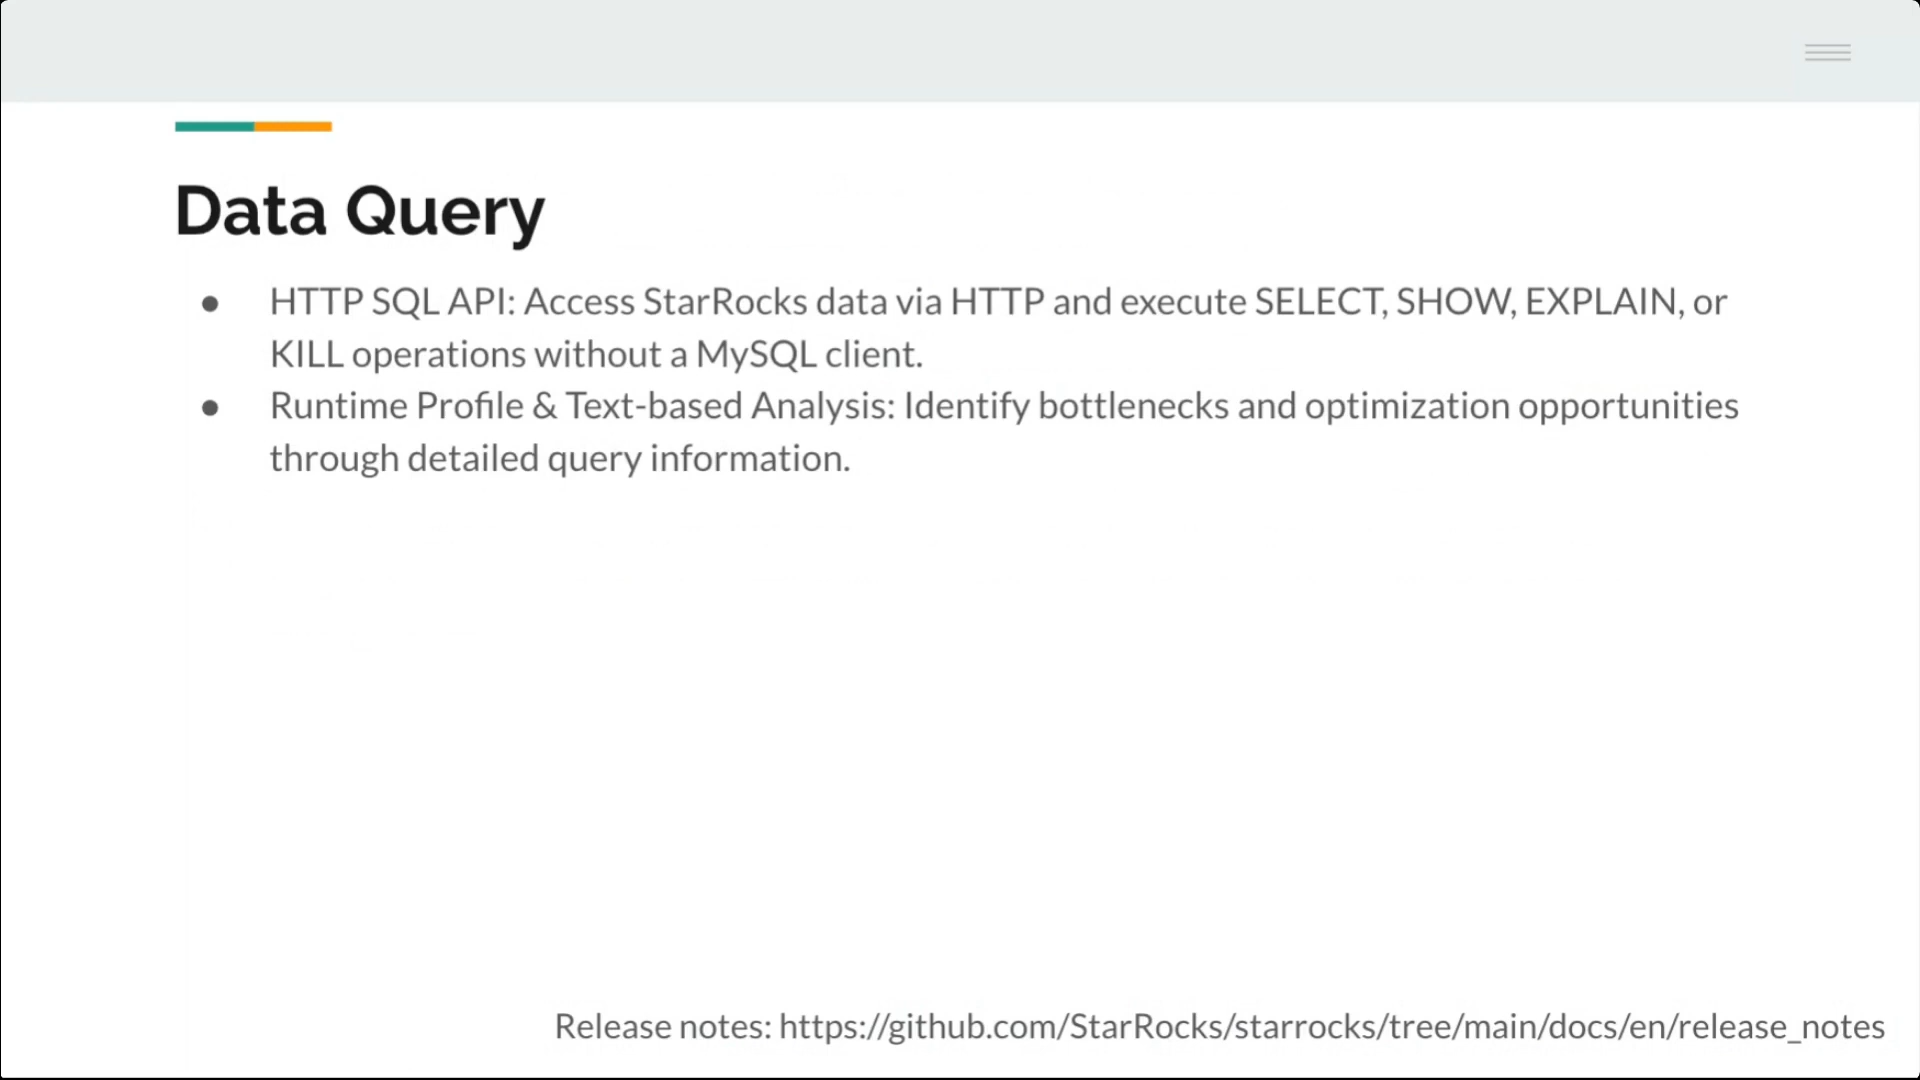 Data Query
● HTTP SQL API: Access StarRocks data via HTTP and execute SELECT, SHOW, EXPLAIN, or
KILL operations without a MySQL client.
● Runtime Profile & Text-based Analysis: Identify bottlenecks and optimization opportunities
through detailed query information.
Release notes: https://github.com/StarRocks/starrocks/tree/main/docs/en/release_notes